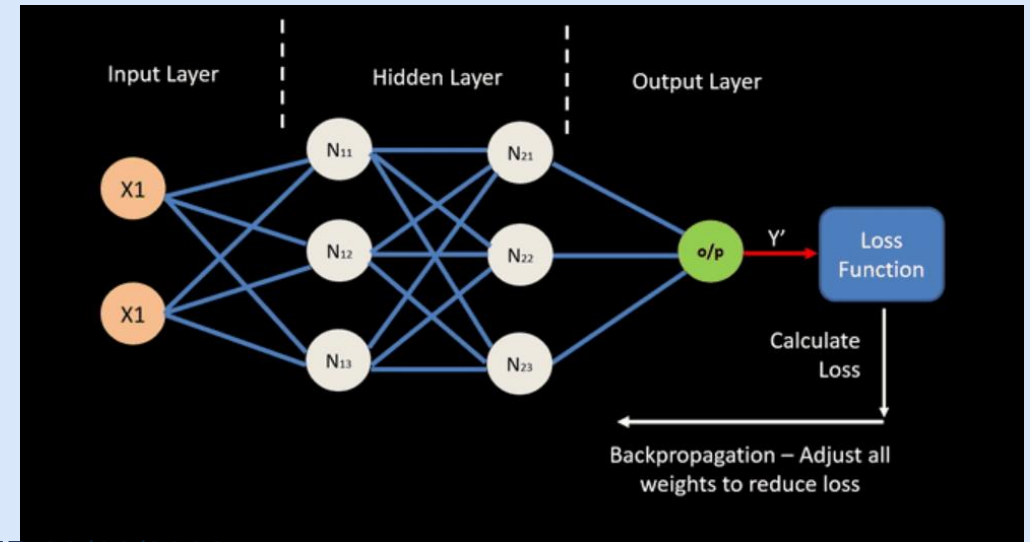 Input Layer
Hidden Layer
Output Layer
X1
X1
N11
N12
N13
N21
N22
N23
o/p
Y'
Loss
Function
Calculate
Loss
Backpropagation – Adjust all
weights to reduce loss